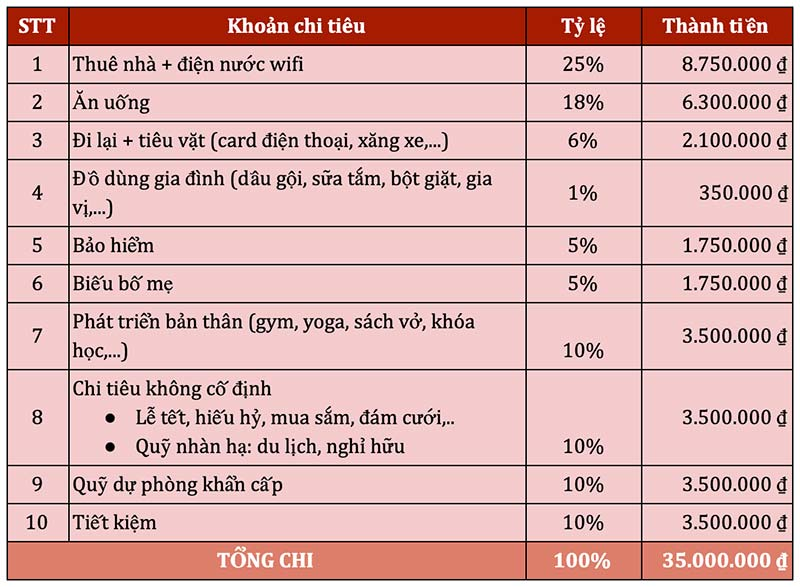 STT Khoản chi tiêu Tỷ lệ Thành tiền
1 Thuê nhà + điện nước wifi 25% 8.750.000 ₫
2 Ăn uống 18% 6.300.000 ₫
3 Đi lại + tiêu vặt (card điện thoại, xăng xe,...) 6% 2.100.000 ₫
4 Đồ dùng gia đình (dầu gội, sữa tắm, bột giặt, gia
vị,...) 1% 350.000 ₫
5 Bảo hiểm 5% 1.750.000 ₫
6 Biếu bố mẹ 5% 1.750.000 ₫
7 Phát triển bản thân (gym, yoga, sách vở, khóa
học,...) 10% 3.500.000 ₫
Chi tiêu không cố định
8 ● Lễ tết, hiếu hỷ, mua sắm, đám cưới,.. 3.500.000 ₫
● Quỹ nhàn hạ: du lịch, nghỉ hữu 10%
9 Quỹ dự phòng khẩn cấp 10% 3.500.000 ₫
10 Tiết kiệm 10% 3.500.000 ₫
TỔNG CHI 100% 35.000.000 ₫